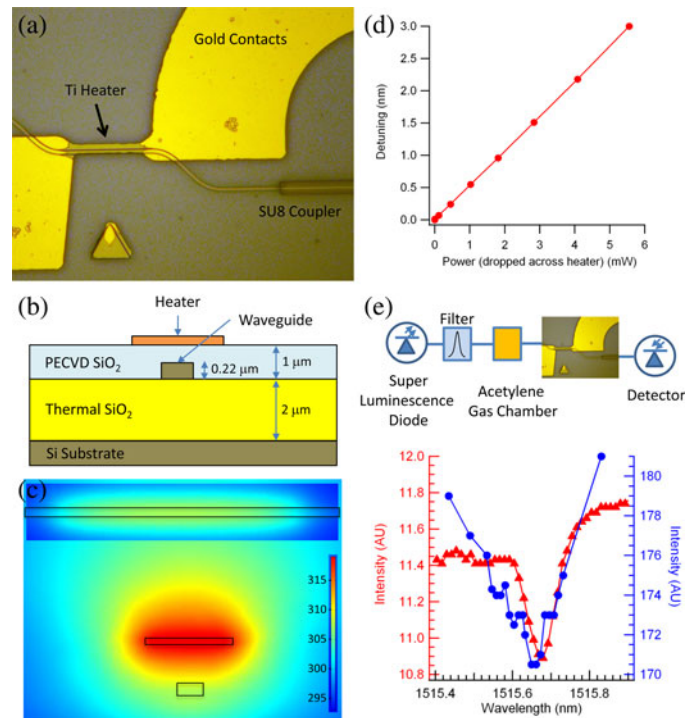 (a)
Gold Contacts
Ti Heater
SU8 Coupler
(d)
3.0
2.5
2.0
1.5
1.0
0.5
0.0
Detuning (nm)
0 1 2 3 4 5 6
Power (dropped across heater) (mW)
(b)
Heater
Waveguide
PECVD SiO2
0.22 μm
1 μm
Thermal SiO2
2 μm
Si Substrate
(c)
315
310
305
300
295
(e)
Filter
Super
Luminescence
Diode
Acetylene
Gas Chamber
Detector
12.0
11.8
11.6
11.4
11.2
11.0
10.8
Intensity (AU)
180
178
176
174
172
170
Intensity (AU)
1515.4 1515.6 1515.8
Wavelength (nm)